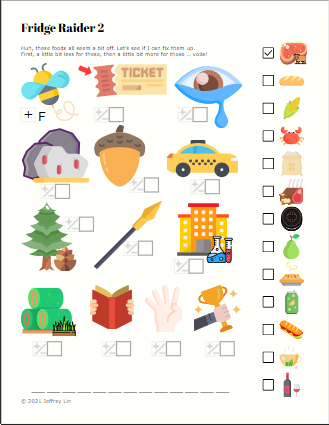 Fridge Raider 2
Huh, these foods all seem a bit off. Let's see if I can fix them up.
First, a little bit less for these, then a little bit more for those ... voila!
TICKET
+ F
+/-
+/-
+/-
+/-
+/-
+/-
+/-
+/-
+/-
+/-
+/-
+/-
© 2021 Jeffrey Lin